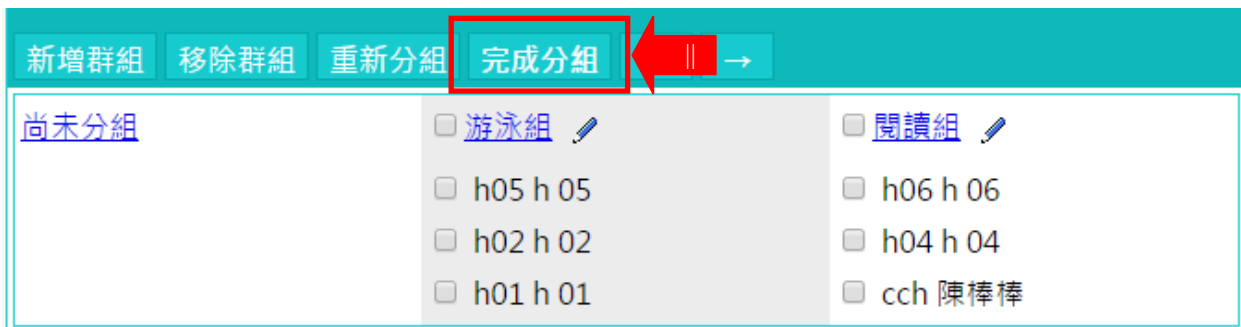 新增群組 移除群組 重新分組 完成分組 || →
尚未分組 游泳組 閱讀組
h05 h 05 h06 h 06
h02 h 02 h04 h 04
h01 h 01 cch 陳棒棒